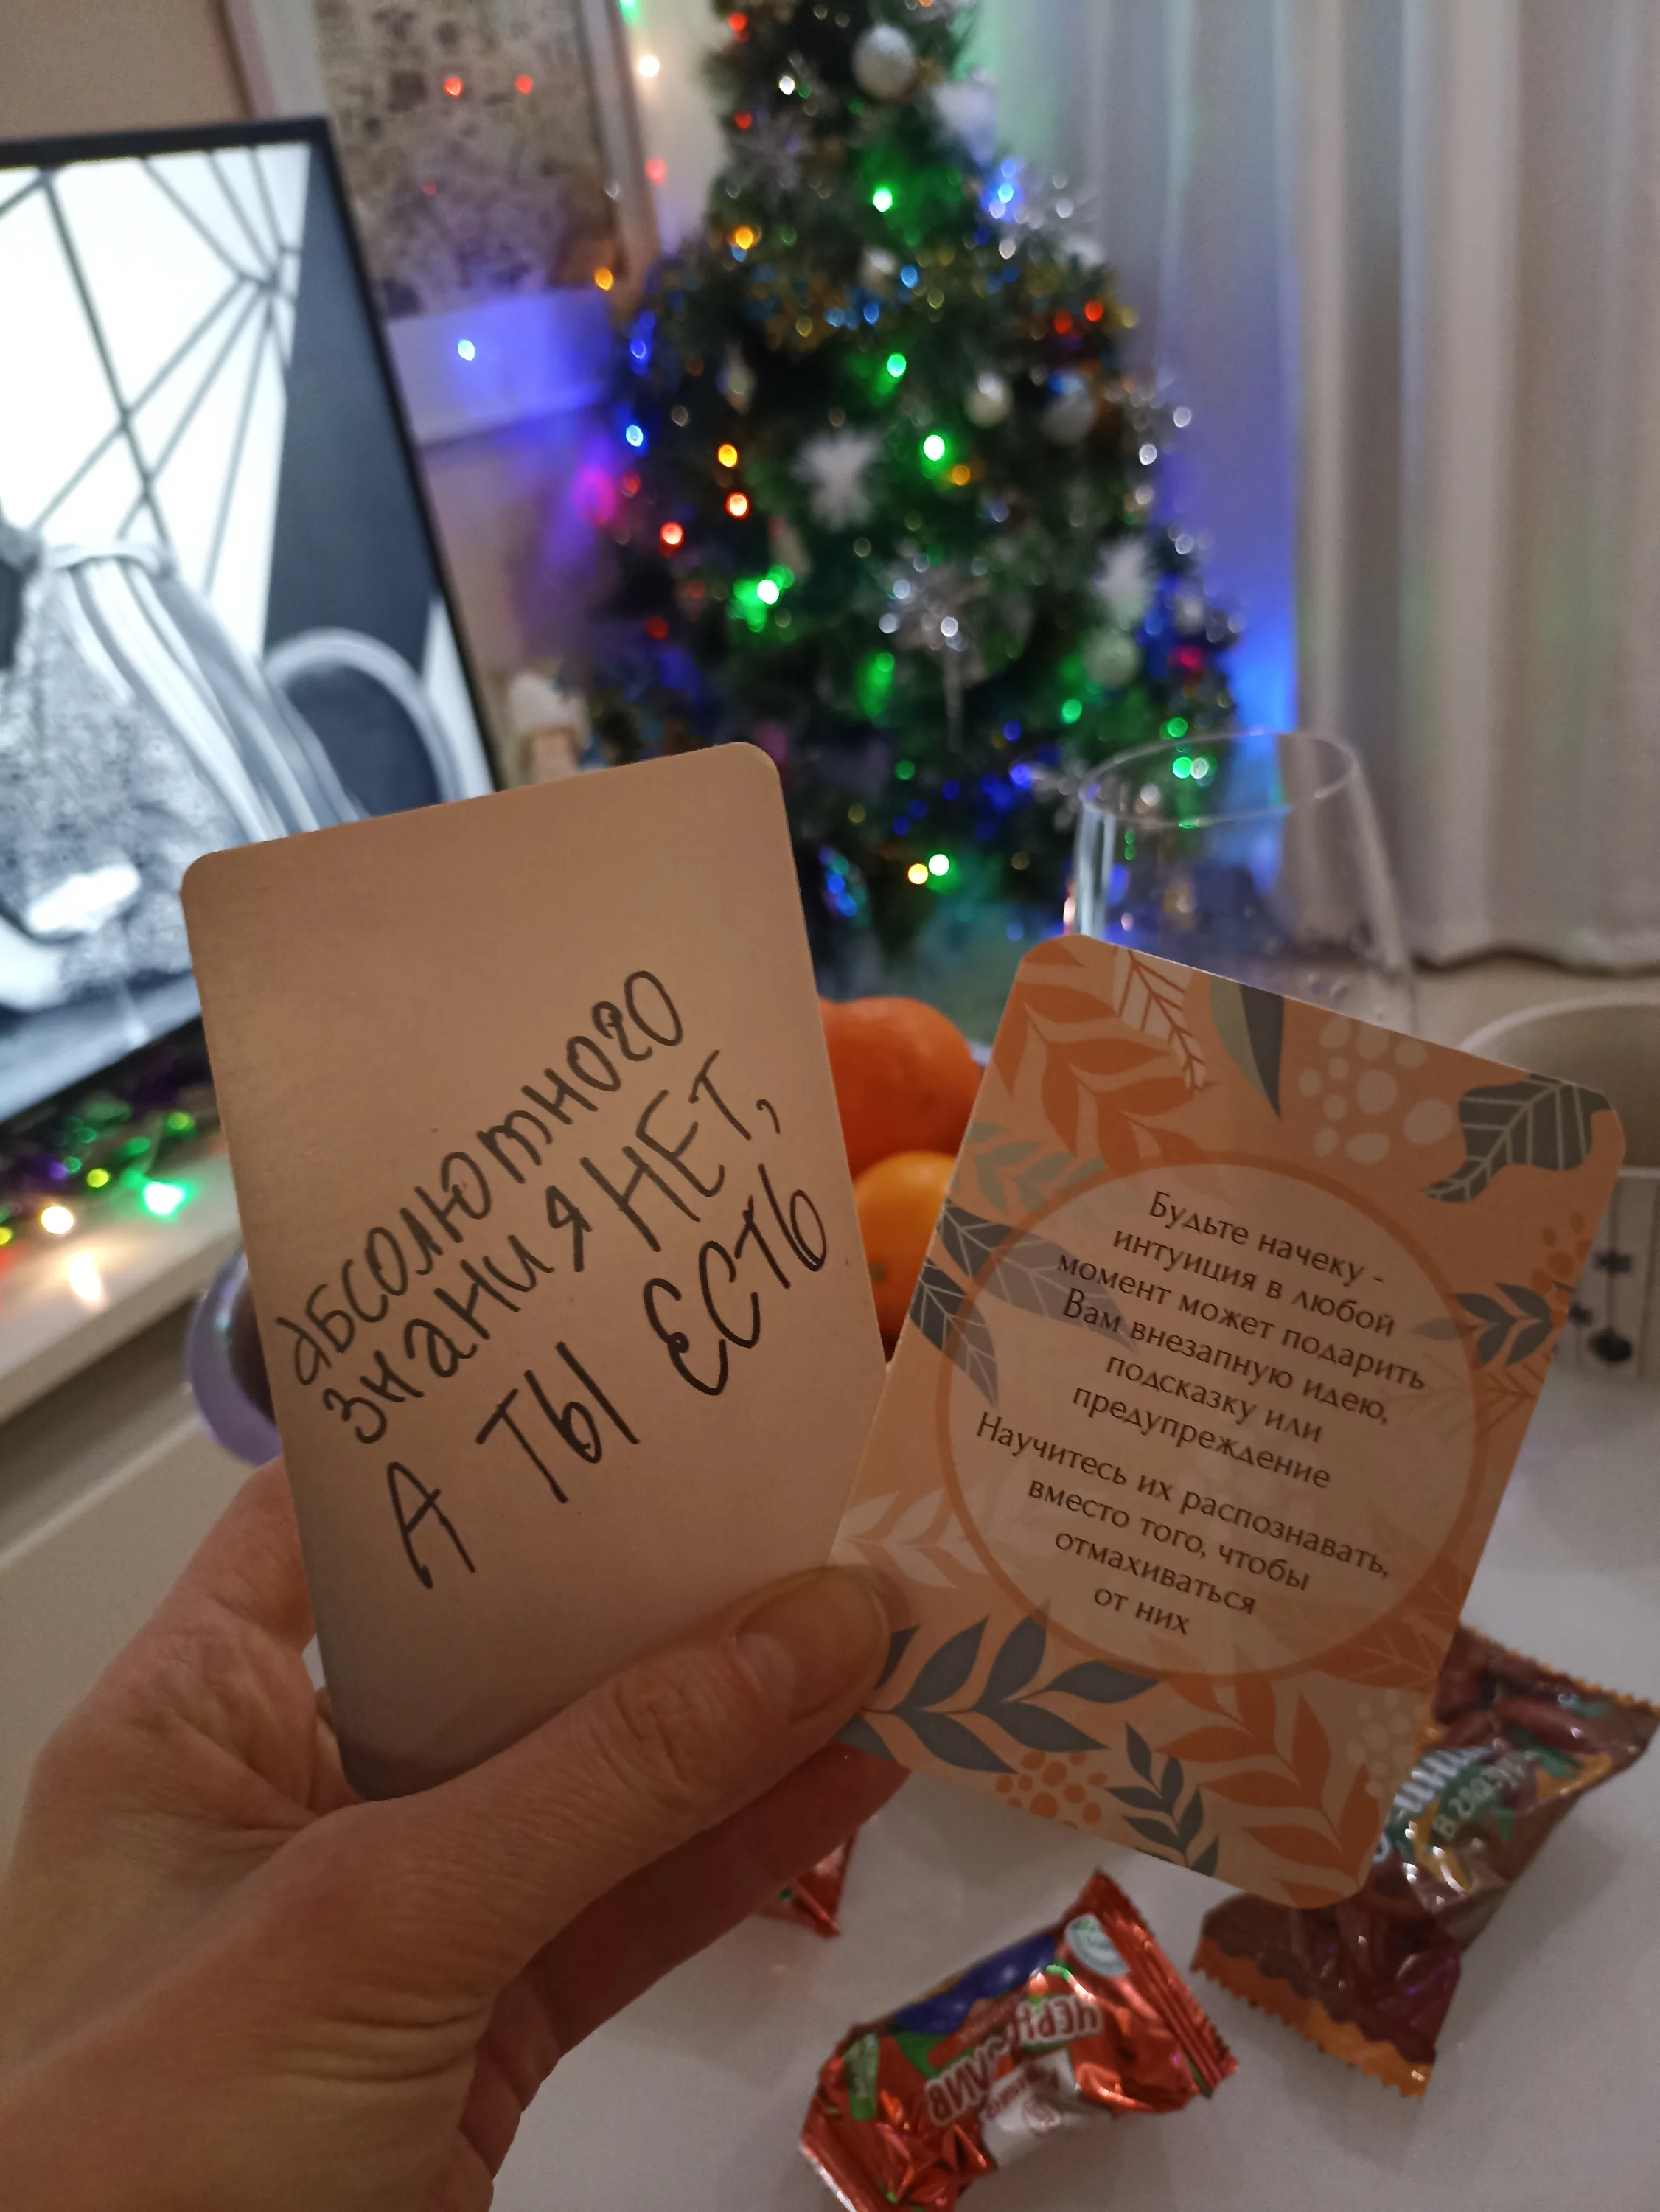 абсолютного
знания НЕТ,
А ТЫ ЕСТЬ
Будьте начеку -
интуиция в любой
момент может подарить
Вам внезапную идею,
подсказку или
предупреждение
Научитесь их распознавать,
вместо того, чтобы
отмахиваться
от них